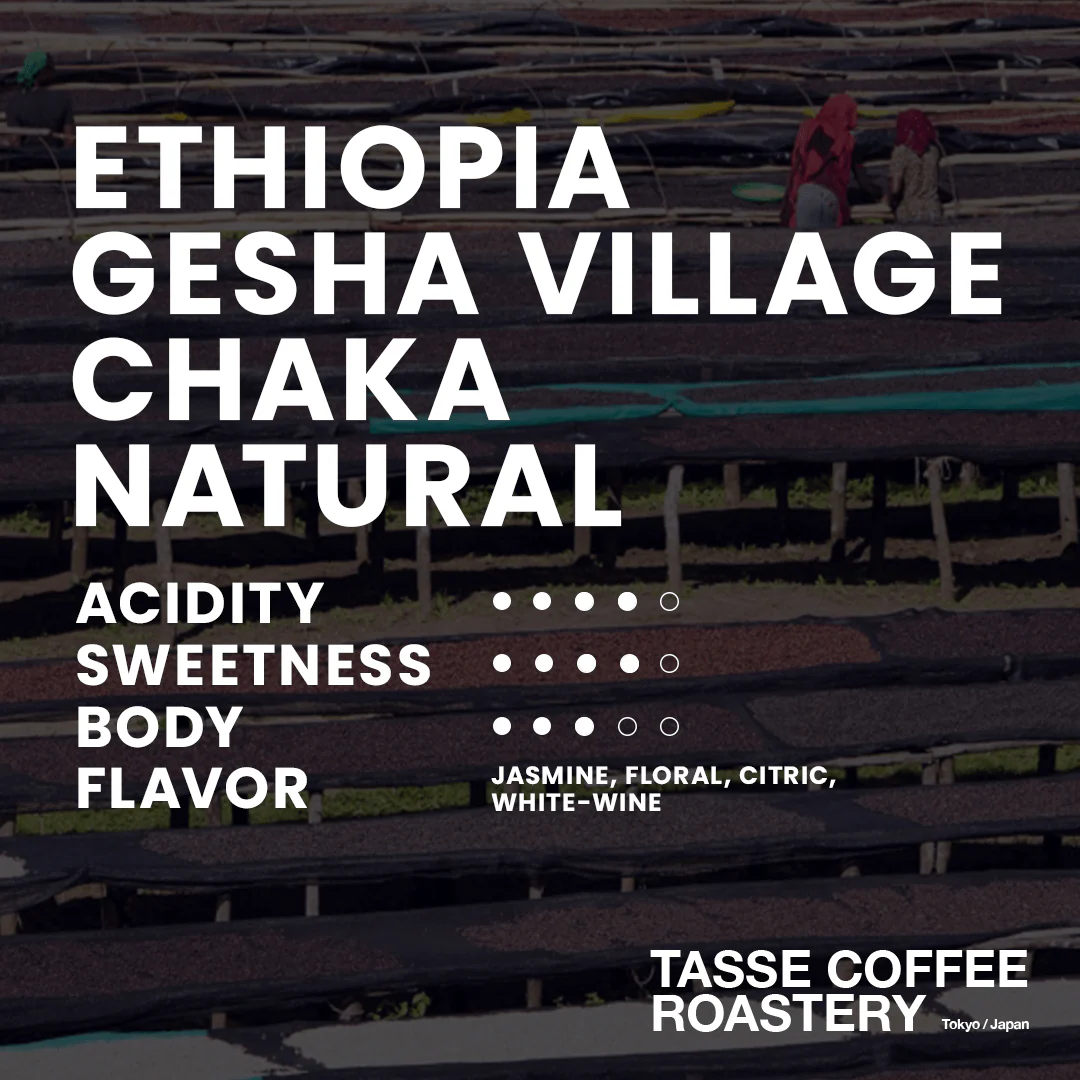 ETHIOPIA
GESHA VILLAGE
CHAKA
NATURAL
ACIDITY
SWEETNESS
BODY
FLAVOR JASMINE, FLORAL, CITRIC,
WHITE-WINE
TASSE COFFEE
ROASTERY Tokyo / Japan